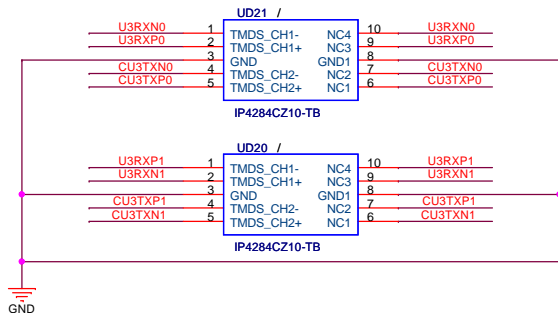 UD21 /
U3RXN0 1 TMDS_CH1- NC4 10 U3RXN0
U3RXP0 2 TMDS_CH1+ NC3 9 U3RXP0
3 GND GND1 8
CU3TXN0 4 TMDS_CH2- NC2 7 CU3TXN0
CU3TXP0 5 TMDS_CH2+ NC1 6 CU3TXP0
IP4284CZ10-TB
UD20 /
U3RXP1 1 TMDS_CH1- NC4 10 U3RXP1
U3RXN1 2 TMDS_CH1+ NC3 9 U3RXN1
3 GND GND1 8
CU3TXP1 4 TMDS_CH2- NC2 7 CU3TXP1
CU3TXN1 5 TMDS_CH2+ NC1 6 CU3TXN1
IP4284CZ10-TB
GND